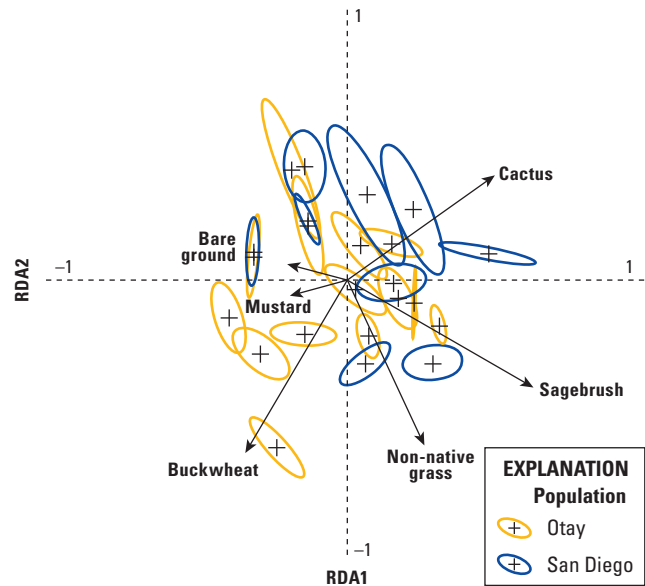 1
Cactus
Bare
ground
−1
1
RDA2
Mustard
Sagebrush
Buckwheat
Non-native
grass
EXPLANATION
Population
Otay
San Diego
−1
RDA1